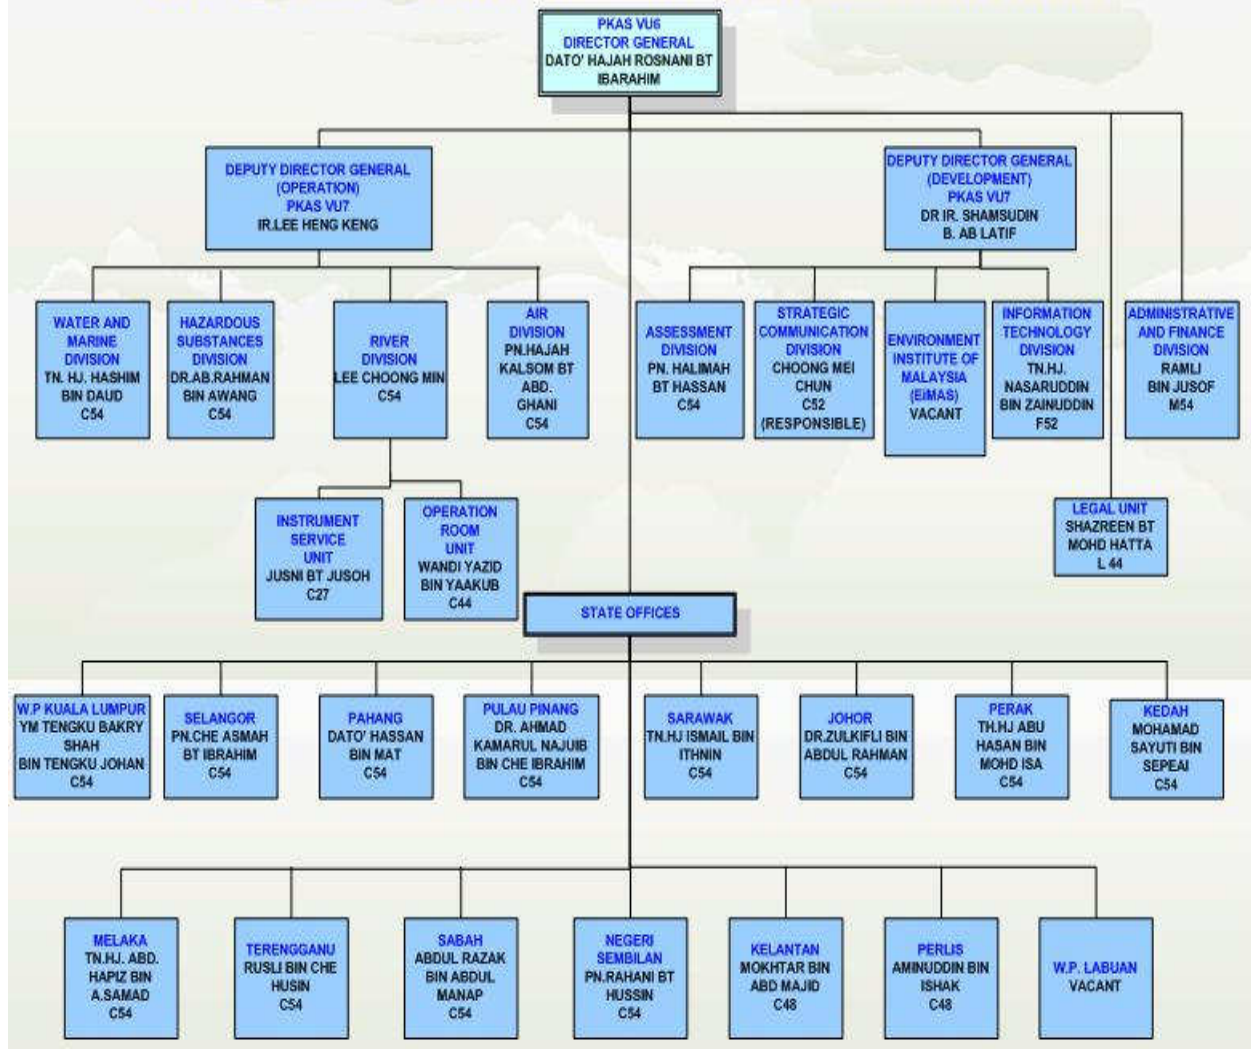 PKAS VU6
DIRECTOR GENERAL
DATO' HAJAH ROSNANI BT
IBARAHIM
DEPUTY DIRECTOR GENERAL
(OPERATION)
PKAS VU7
IR.LEE HENG KENG
DEPUTY DIRECTOR GENERAL
(DEVELOPMENT)
PKAS VU7
DR IR. SHAMSUDIN
B. AB LATIF
WATER AND
MARINE
DIVISION
TN. HJ. HASHIM
BIN DAUD
C54
HAZARDOUS
SUBSTANCES
DIVISION
DR.AB.RAHMAN
BIN AWANG
C54
RIVER
DIVISION
LEE CHOONG MIN
C54
AIR
DIVISION
PN.HAJAH
KALSOM BT
ABD.
GHANI
C54
ASSESSMENT
DIVISION
PN. HALIMAH
BT HASSAN
C54
STRATEGIC
COMMUNICATION
DIVISION
CHOONG MEI
CHUN
C52
(RESPONSIBLE)
ENVIRONMENT
INSTITUTE OF
MALAYSIA
(EiMAS)
VACANT
INFORMATION
TECHNOLOGY
DIVISION
TN.HJ.
NASARUDDIN
BIN ZAINUDDIN
F52
ADMINISTRATIVE
AND FINANCE
DIVISION
RAMLI
BIN JUSOF
M54
INSTRUMENT
SERVICE
UNIT
JUSNI BT JUSOH
C27
OPERATION
ROOM
UNIT
WANDI YAZID
BIN YAAKUB
C44
LEGAL UNIT
SHAZREEN BT
MOHD HATTA
L 44
STATE OFFICES
W.P KUALA LUMPUR
YM TENGKU BAKRY
SHAH
BIN TENGKU JOHAN
C54
SELANGOR
PN.CHE ASMAH
BT IBRAHIM
C54
PAHANG
DATO' HASSAN
BIN MAT
C54
PULAU PINANG
DR. AHMAD
KAMARUL NAJUIB
BIN CHE IBRAHIM
C54
SARAWAK
TN.HJ ISMAIL BIN
ITHNIN
C54
JOHOR
DR.ZULKIFLI BIN
ABDUL RAHMAN
C54
PERAK
TH.HJ ABU
HASAN BIN
MOHD ISA
C54
KEDAH
MOHAMAD
SAYUTI BIN
SEPEAI
C54
MELAKA
TN.HJ. ABD.
HAPIZ BIN
A.SAMAD
C54
TERENGGANU
RUSLI BIN CHE
HUSIN
C54
SABAH
ABDUL RAZAK
BIN ABDUL
MANAP
C54
NEGERI
SEMBILAN
PN.RAHANI BT
HUSSIN
C54
KELANTAN
MOKHTAR BIN
ABD MAJID
C48
PERLIS
AMINUDDIN BIN
ISHAK
C48
W.P. LABUAN
VACANT